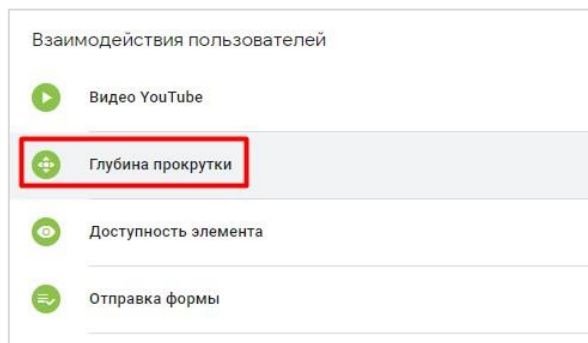 Взаимодействия пользователей
Видео YouTube
Глубина прокрутки
Доступность элемента
Отправка формы